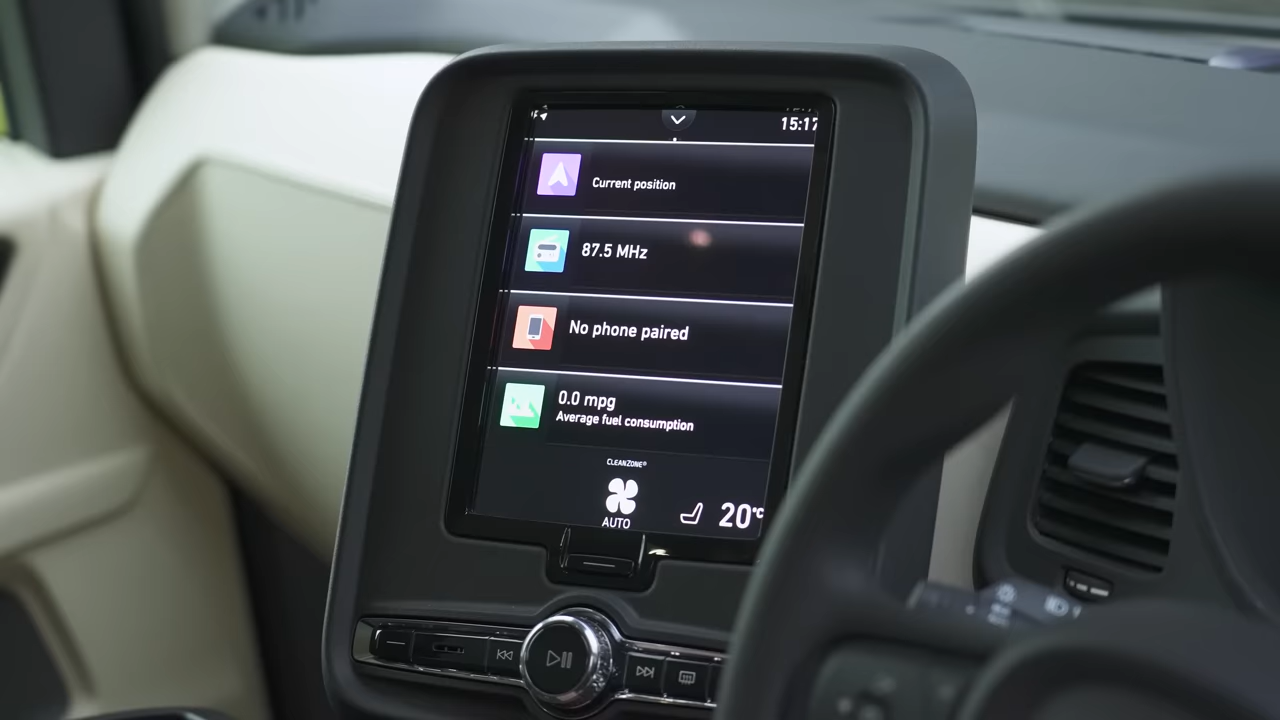 15:17
Current position
87.5 MHz
No phone paired
0.0 mpg
Average fuel consumption
CLEANZONE®
AUTO
20°C